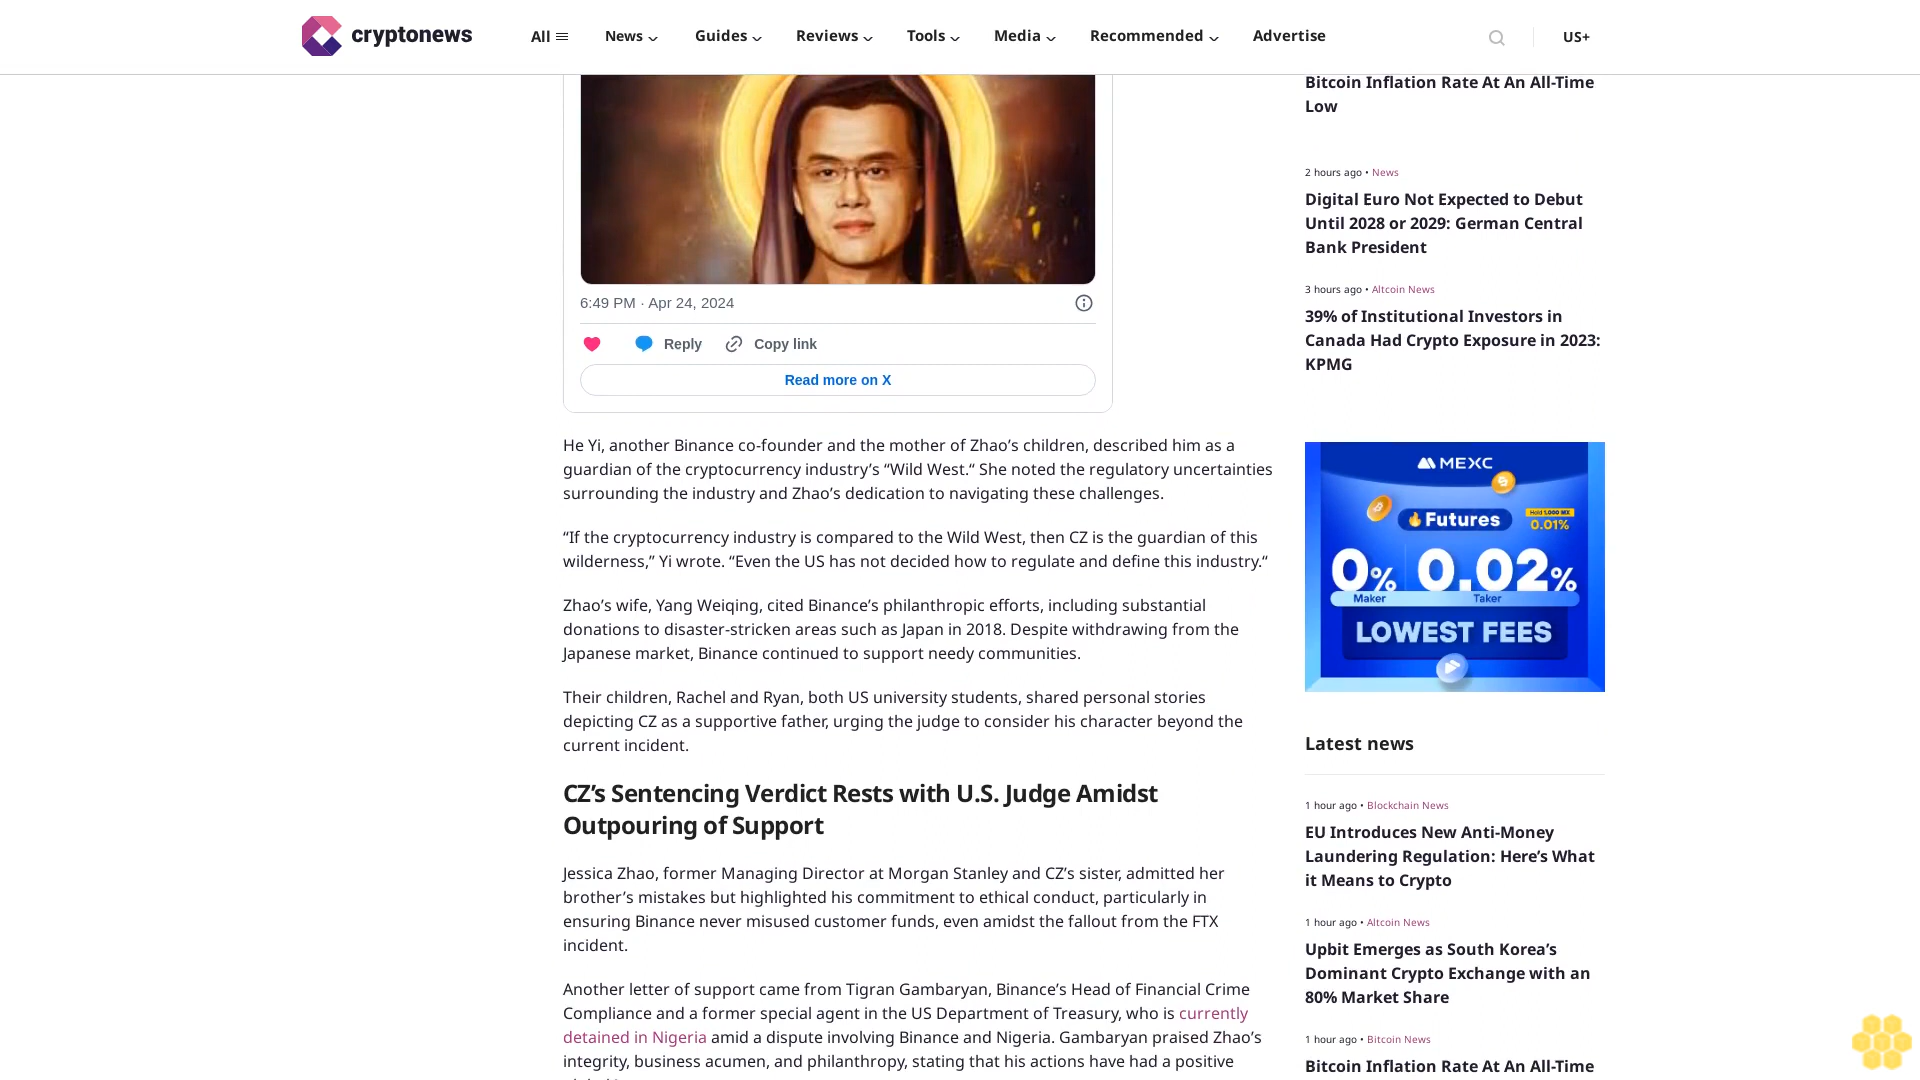 cryptonews
All
News
Guides
Reviews
Tools
Media
Recommended
Advertise
US+
6:49 PM · Apr 24, 2024
Reply
Copy link
Read more on X
He Yi, another Binance co-founder and the mother of Zhao’s children, described him as a
guardian of the cryptocurrency industry’s “Wild West.“ She noted the regulatory uncertainties
surrounding the industry and Zhao’s dedication to navigating these challenges.
“If the cryptocurrency industry is compared to the Wild West, then CZ is the guardian of this
wilderness,” Yi wrote. “Even the US has not decided how to regulate and define this industry.“
Zhao’s wife, Yang Weiqing, cited Binance’s philanthropic efforts, including substantial
donations to disaster-stricken areas such as Japan in 2018. Despite withdrawing from the
Japanese market, Binance continued to support needy communities.
Their children, Rachel and Ryan, both US university students, shared personal stories
depicting CZ as a supportive father, urging the judge to consider his character beyond the
current incident.
CZ’s Sentencing Verdict Rests with U.S. Judge Amidst
Outpouring of Support
Jessica Zhao, former Managing Director at Morgan Stanley and CZ’s sister, admitted her
brother’s mistakes but highlighted his commitment to ethical conduct, particularly in
ensuring Binance never misused customer funds, even amidst the fallout from the FTX
incident.
Another letter of support came from Tigran Gambaryan, Binance’s Head of Financial Crime
Compliance and a former special agent in the US Department of Treasury, who is currently
detained in Nigeria amid a dispute involving Binance and Nigeria. Gambaryan praised Zhao’s
integrity, business acumen, and philanthropy, stating that his actions have had a positive
Bitcoin Inflation Rate At An All-Time
Low
2 hours ago • News
Digital Euro Not Expected to Debut
Until 2028 or 2029: German Central
Bank President
3 hours ago • Altcoin News
39% of Institutional Investors in
Canada Had Crypto Exposure in 2023:
KPMG
MEXC
Futures
Hold 1,000 MX
0.01%
0% 0.02%
Maker Taker
LOWEST FEES
Latest news
1 hour ago • Blockchain News
EU Introduces New Anti-Money
Laundering Regulation: Here’s What
it Means to Crypto
1 hour ago • Altcoin News
Upbit Emerges as South Korea’s
Dominant Crypto Exchange with an
80% Market Share
1 hour ago • Bitcoin News
Bitcoin Inflation Rate At An All-Time